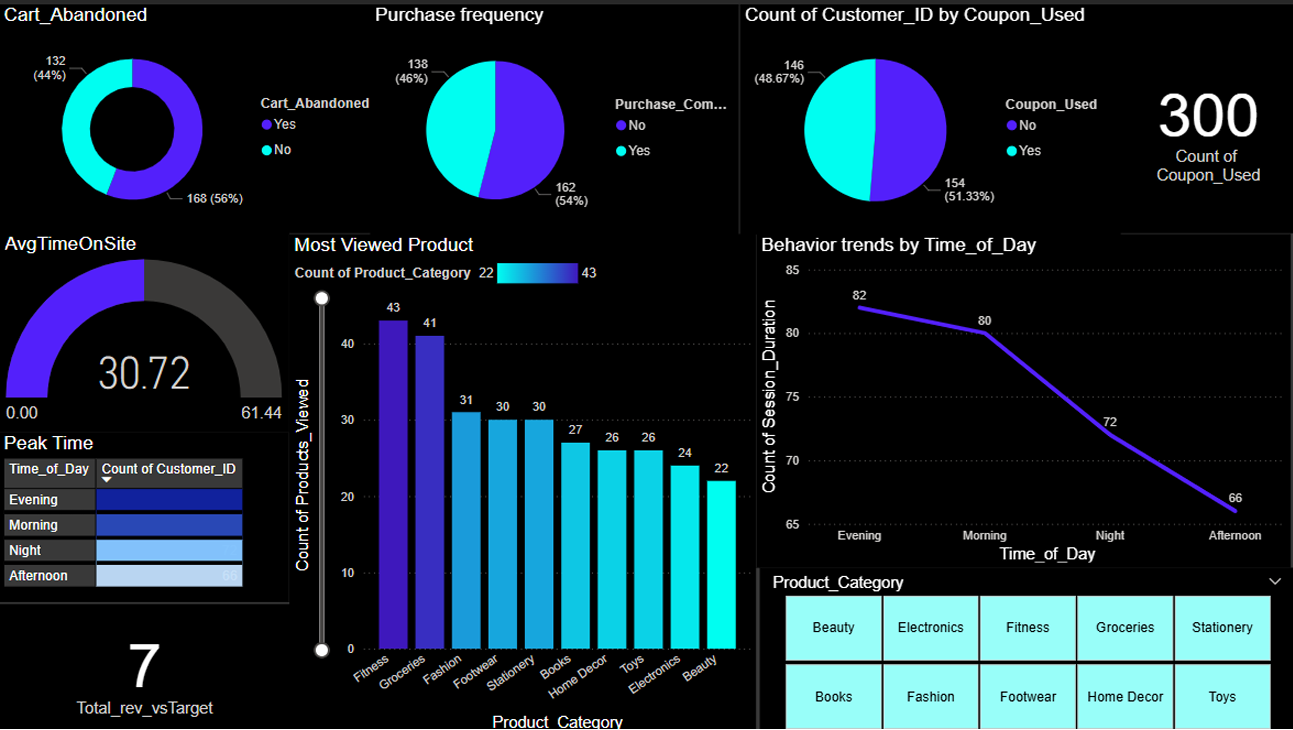 Cart_Abandoned
132
(44%)
168 (56%)
Cart_Abandoned
Yes
No
Purchase frequency
138
(46%)
162
(54%)
Purchase_Com...
No
Yes
Count of Customer_ID by Coupon_Used
146
(48.67%)
154
(51.33%)
Coupon_Used
No
Yes
300
Count of
Coupon_Used
AvgTimeOnSite
30.72
0.00
61.44
Peak Time
Time_of_Day
Count of Customer_ID
Evening
Morning
Night
Afternoon
66
7
Total_rev_vsTarget
Most Viewed Product
Count of Product_Category 22 43
Count of Products_Viewed
40
30
20
10
0
43
41
31
30
30
27
26
26
24
22
Fitness
Groceries
Fashion
Footwear
Stationery
Books
Home Decor
Toys
Electronics
Beauty
Product_Category
Behavior trends by Time_of_Day
Count of Session_Duration
85
80
75
70
65
82
80
72
66
Evening
Morning
Night
Afternoon
Time_of_Day
Product_Category
Beauty
Electronics
Fitness
Groceries
Stationery
Books
Fashion
Footwear
Home Decor
Toys